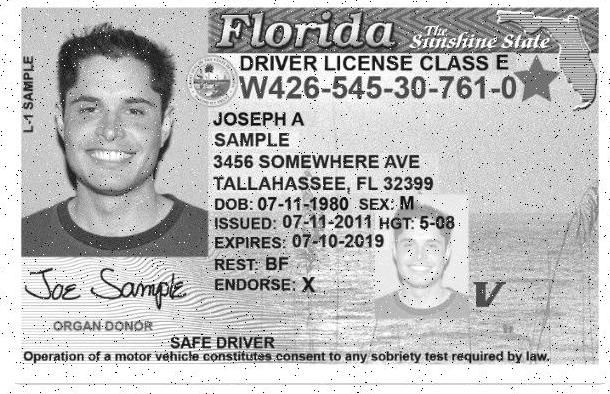 Florida The Sunshine State
L-1 SAMPLE
DRIVER LICENSE CLASS E
W426-545-30-761-0
JOSEPH A
SAMPLE
3456 SOMEWHERE AVE
TALLAHASSEE, FL 32399
DOB: 07-11-1980 SEX: M
ISSUED: 07-11-2011 HGT: 5-08
EXPIRES: 07-10-2019
REST: BF
ENDORSE: X
Joe Sample
V
ORGAN DONOR
SAFE DRIVER
Operation of a motor vehicle constitutes consent to any sobriety test required by law.